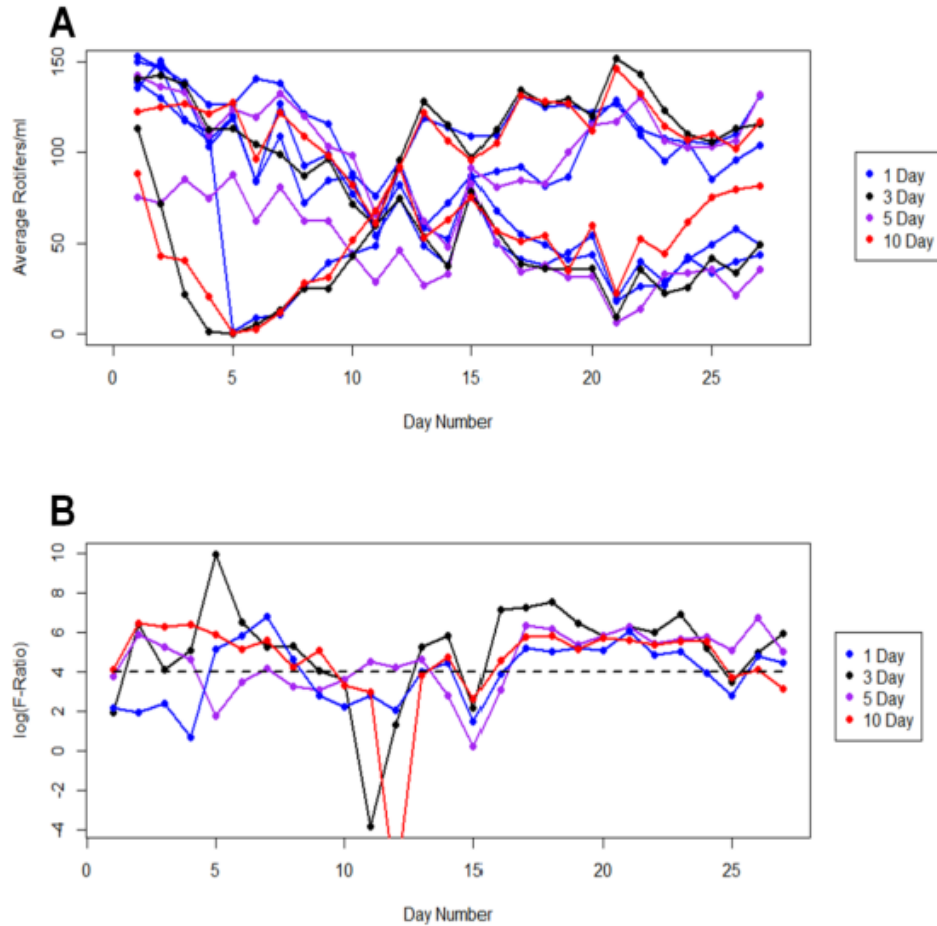 A
Average Rotifers/ml
150
100
50
0
0 5 10 15 20 25
Day Number
1 Day
3 Day
5 Day
10 Day
B
log(F-Ratio)
10
8
6
4
2
0
-2
-4
0 5 10 15 20 25
Day Number
1 Day
3 Day
5 Day
10 Day